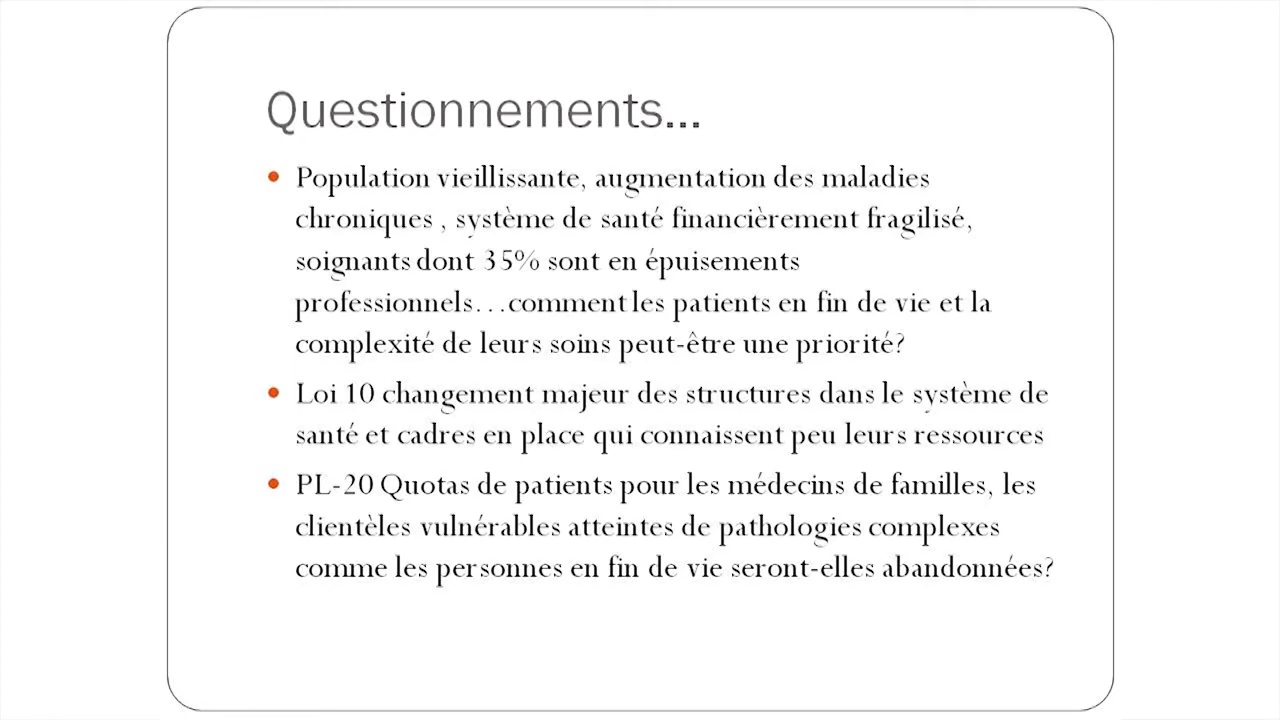 Questionnements...
• Population vieillissante, augmentation des maladies
chroniques , système de santé financièrement fragilisé,
soignants dont 35% sont en épuisements
professionnels...comment les patients en fin de vie et la
complexité de leurs soins peut-être une priorité?
• Loi 10 changement majeur des structures dans le système de
santé et cadres en place qui connaissent peu leurs ressources
• PL-20 Quotas de patients pour les médecins de familles, les
clientèles vulnérables atteintes de pathologies complexes
comme les personnes en fin de vie seront-elles abandonnées?